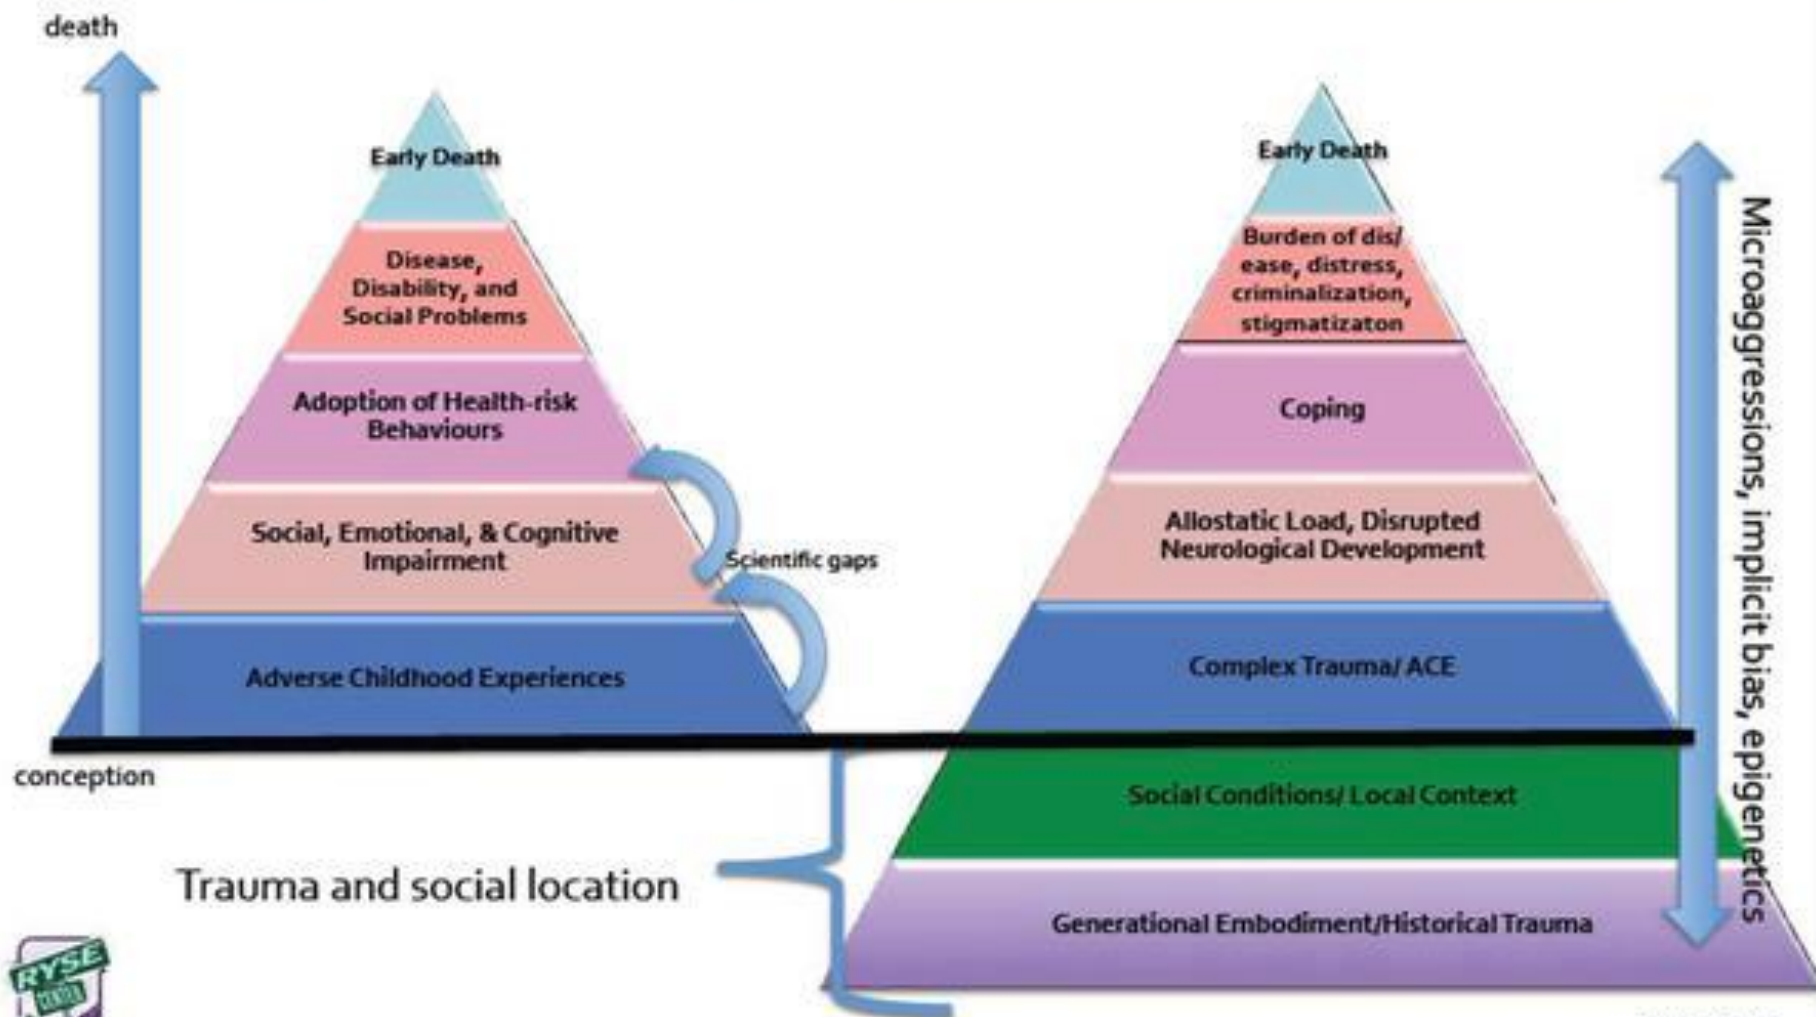 death
Early Death
Disease,
Disability, and
Social Problems
Adoption of Health-risk
Behaviours
Social, Emotional, & Cognitive
Impairment
Scientific gaps
Adverse Childhood Experiences
conception
Trauma and social location
RYSE
CENTER
Early Death
Burden of dis/
ease, distress,
criminalization,
stigmatizaton
Coping
Allostatic Load, Disrupted
Neurological Development
Complex Trauma/ ACE
Social Conditions/ Local Context
Generational Embodiment/Historical Trauma
Microaggressions, implicit bias, epigenetics